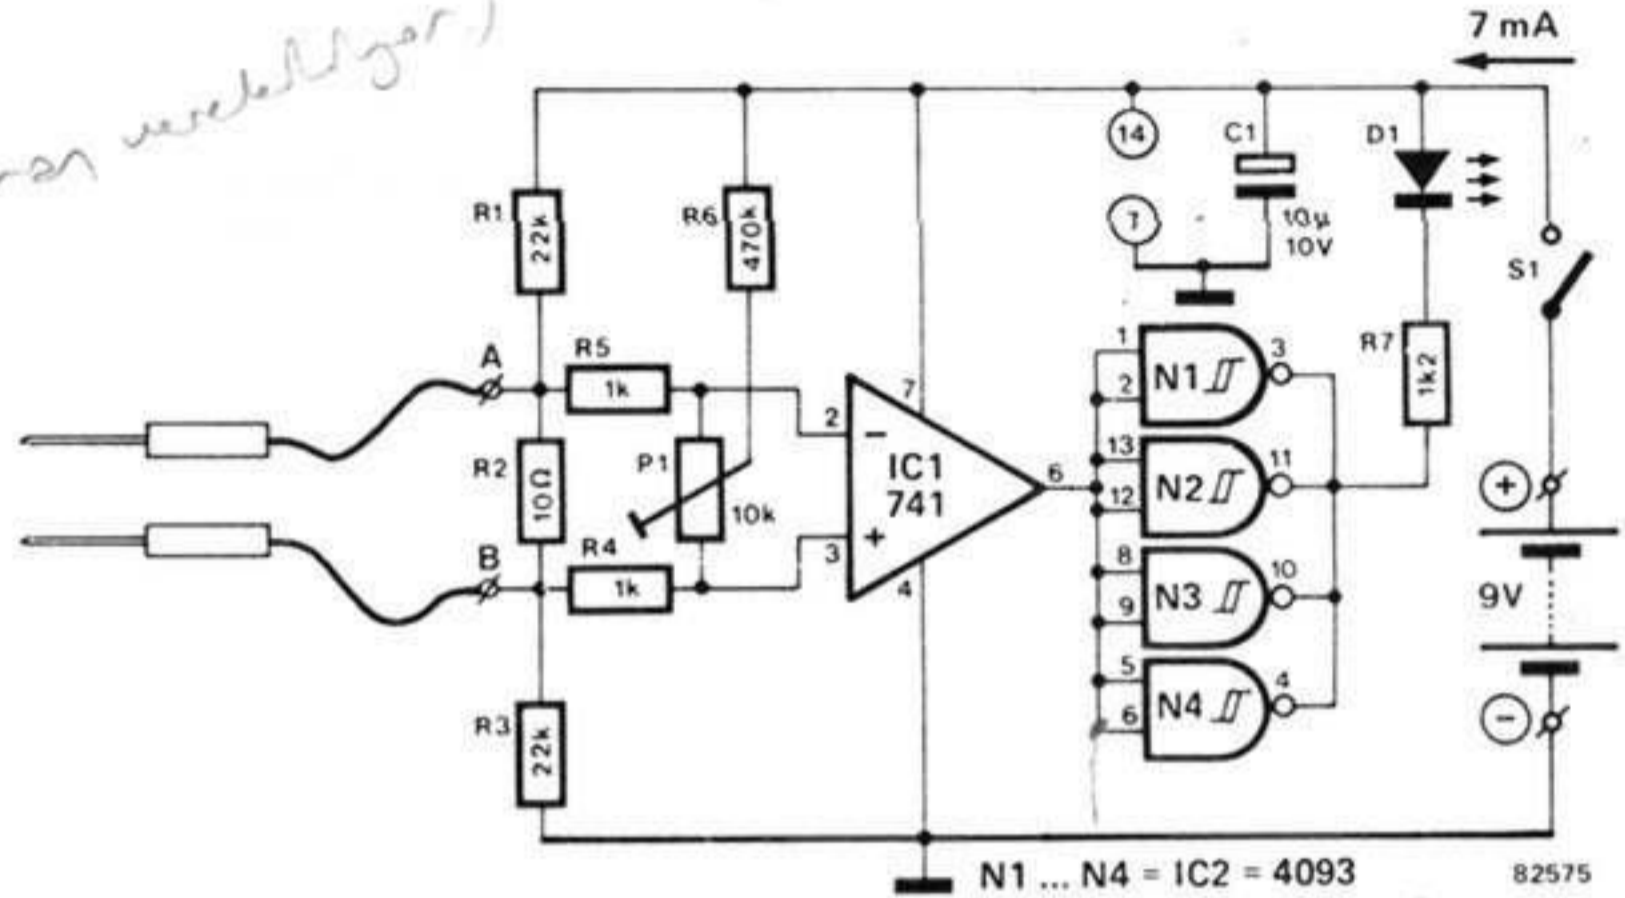 7 mA
14
C1
D1
R1
22k
R6
470k
7
10µ
10V
S1
A
R5
1k
7
1
2
N1
3
R7
1k2
2
−
13
12
N2
11
+
R2
10Ω
P1
10k
IC1
741
6
B
R4
1k
3
+
4
8
9
N3
10
9V
R3
22k
5
6
N4
4
−
N1 ... N4 = IC2 = 4093
82575